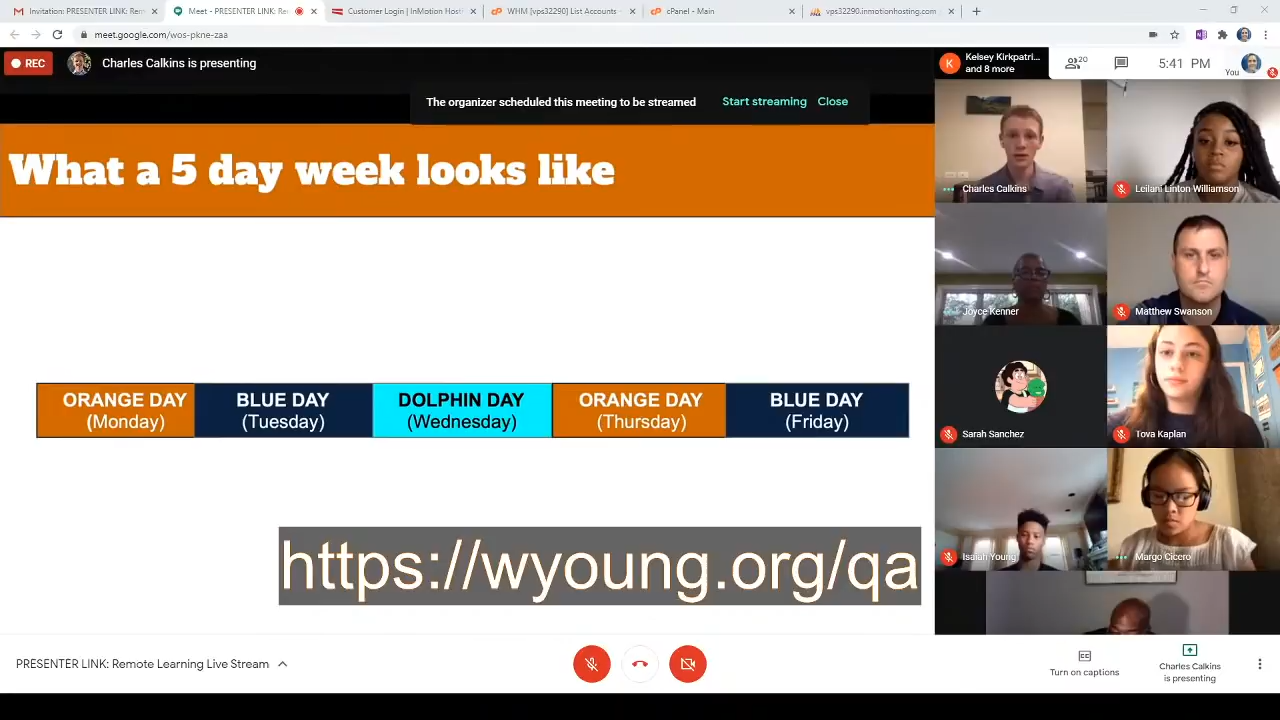 Invitation: PRESENTER LINK: Rem
Meet - PRESENTER LINK: Re
Customer Login | InMotion Hos
WHM [vps32290] List Accounts -
cPanel - Main
vps32290.inmotionhosting.com
meet.google.com/wos-pkne-zaa
REC
Charles Calkins is presenting
Kelsey Kirkpatri...
and 8 more
20
5:41 PM
You
The organizer scheduled this meeting to be streamed
Start streaming
Close
What a 5 day week looks like
ORANGE DAY
(Monday)
BLUE DAY
(Tuesday)
DOLPHIN DAY
(Wednesday)
ORANGE DAY
(Thursday)
BLUE DAY
(Friday)
https://wyoung.org/qa
Charles Calkins
Leilani Linton Williamson
Joyce Kenner
Matthew Swanson
Sarah Sanchez
Tova Kaplan
Isaiah Young
Margo Cicero
PRESENTER LINK: Remote Learning Live Stream
Turn on captions
Charles Calkins
is presenting